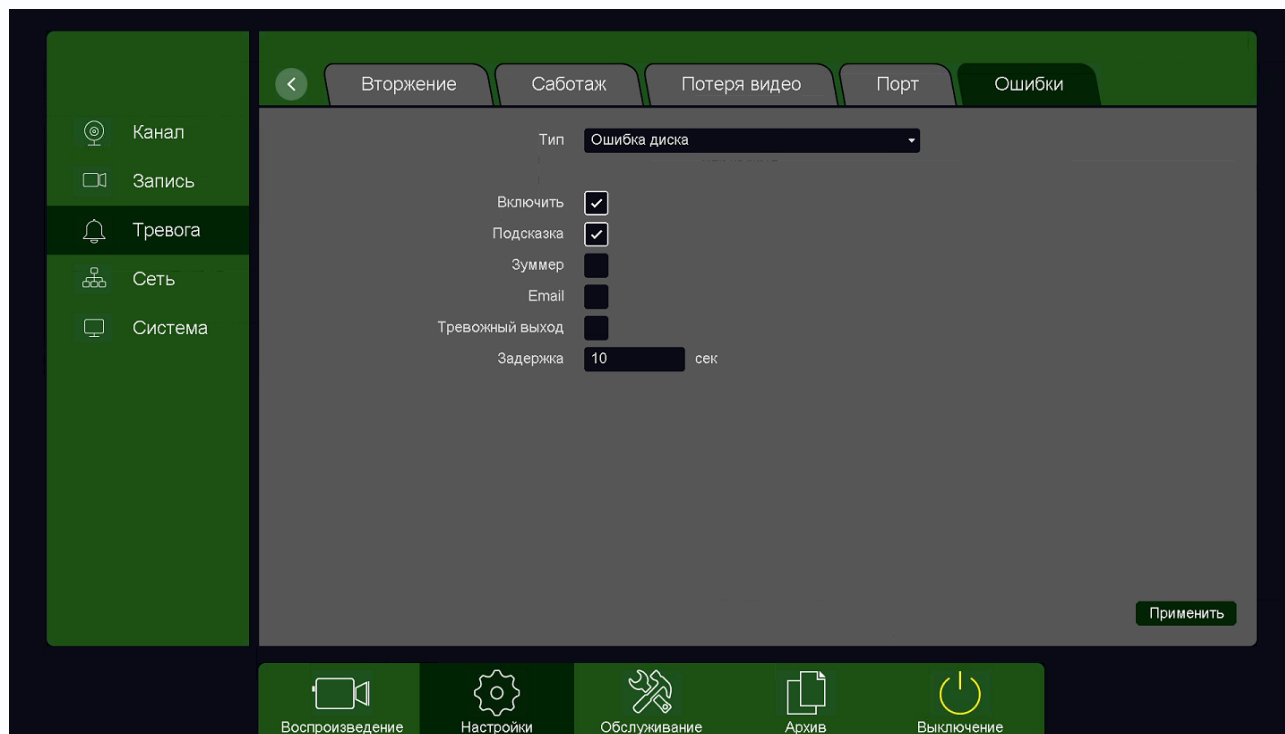 Вторжение Саботаж Потеря видео Порт Ошибки
Канал
Запись
Тревога
Сеть
Система
Тип Ошибка диска
Включить
Подсказка
Зуммер
Email
Тревожный выход
Задержка 10 сек
Применить
Воспроизведение Настройки Обслуживание Архив Выключение